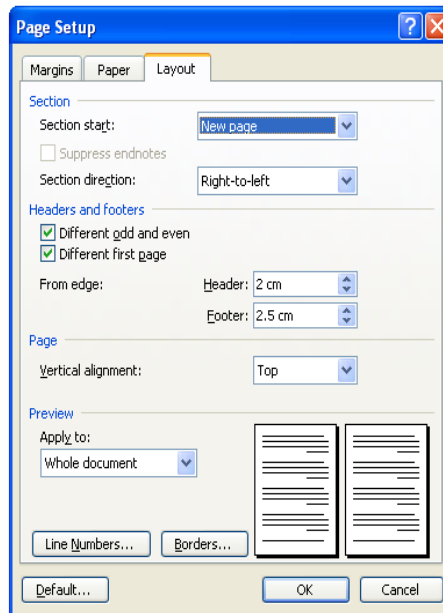 Page Setup
Margins Paper Layout
Section
Section start: New page
Suppress endnotes
Section direction: Right-to-left
Headers and footers
Different odd and even
Different first page
From edge: Header: 2 cm
Footer: 2.5 cm
Page
Vertical alignment: Top
Preview
Apply to:
Whole document
Line Numbers... Borders...
Default... OK Cancel